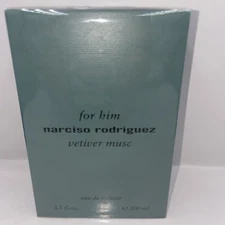 for him
narciso rodriguez
vetiver musc
eau de toilette